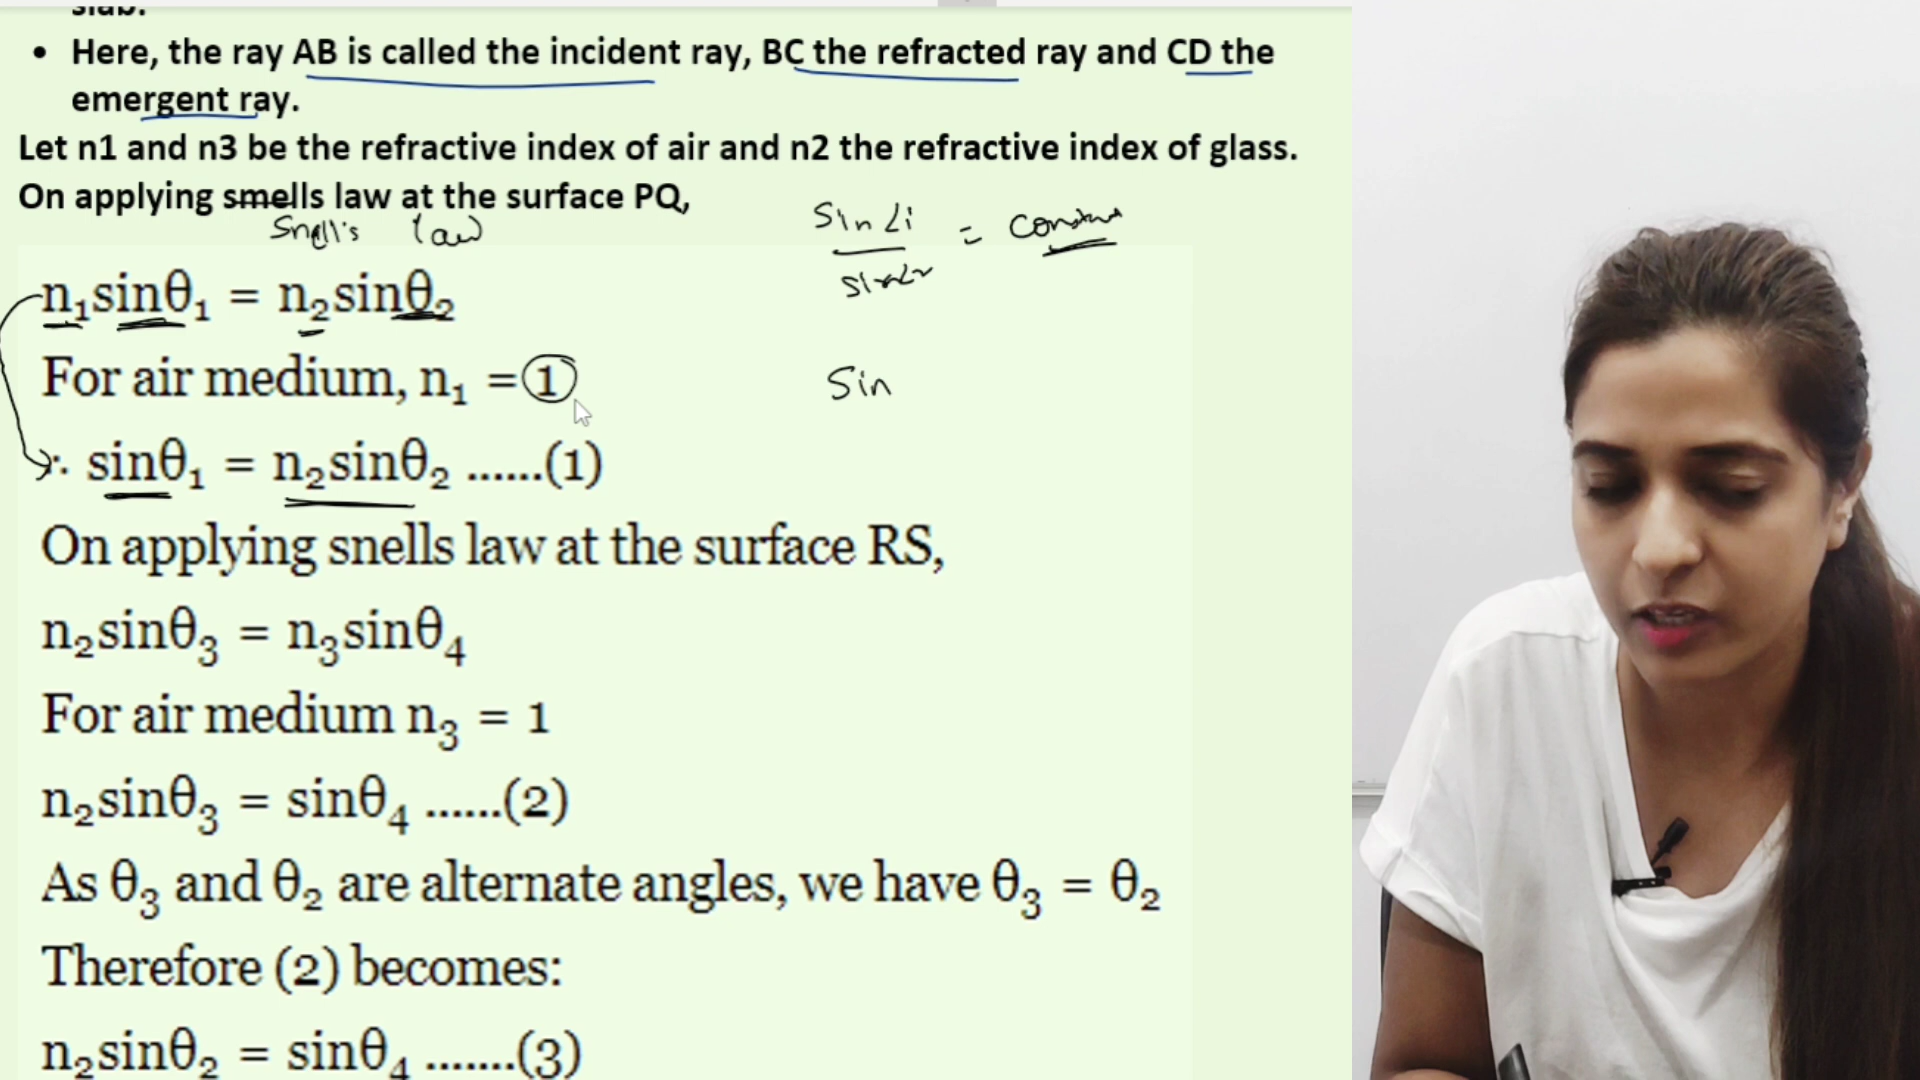 slab.
• Here, the ray AB is called the incident ray, BC the refracted ray and CD the
emergent ray.
Let n1 and n3 be the refractive index of air and n2 the refractive index of glass.
On applying smells law at the surface PQ,
Snell's law
Sin∠i
= constant
sin∠r
n₁sinθ₁ = n₂sinθ₂
For air medium, n₁ = 1
Sin
∴ sinθ₁ = n₂sinθ₂ ......(1)
On applying snells law at the surface RS,
n₂sinθ₃ = n₃sinθ₄
For air medium n₃ = 1
n₂sinθ₃ = sinθ₄ ......(2)
As θ₃ and θ₂ are alternate angles, we have θ₃ = θ₂
Therefore (2) becomes:
n₂sinθ₂ = sinθ₄ .......(3)